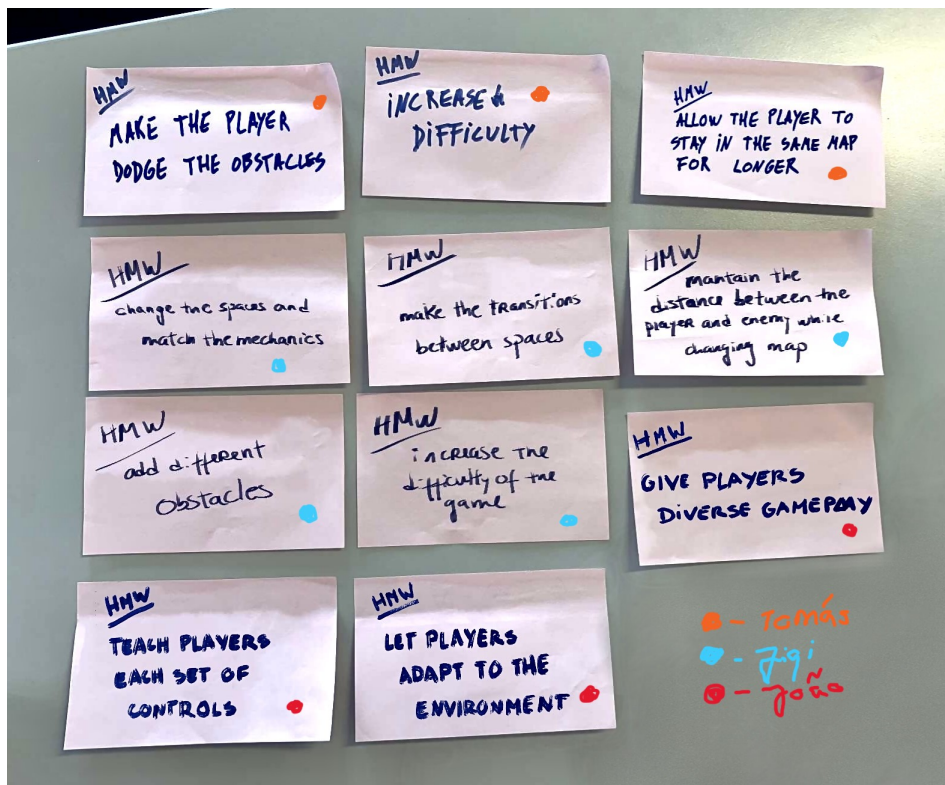 HMW
MAKE THE PLAYER
DODGE THE OBSTACLES
HMW
INCREASE
DIFFICULTY
HMW
ALLOW THE PLAYER TO
STAY IN THE SAME MAP
FOR LONGER
HMW
change the spaces and
match the mechanics
HMW
make the transitions
between spaces
HMW
mantain the
distance between the
player and enemy while
changing map
HMW
add different
obstacles
HMW
increase the
difficulty of the
game
HMW
GIVE PLAYERS
DIVERSE GAMEPLAY
HMW
TEACH PLAYERS
EACH SET OF
CONTROLS
HMW
LET PLAYERS
ADAPT TO THE
ENVIRONMENT
- Tomás
- Jigi
- João